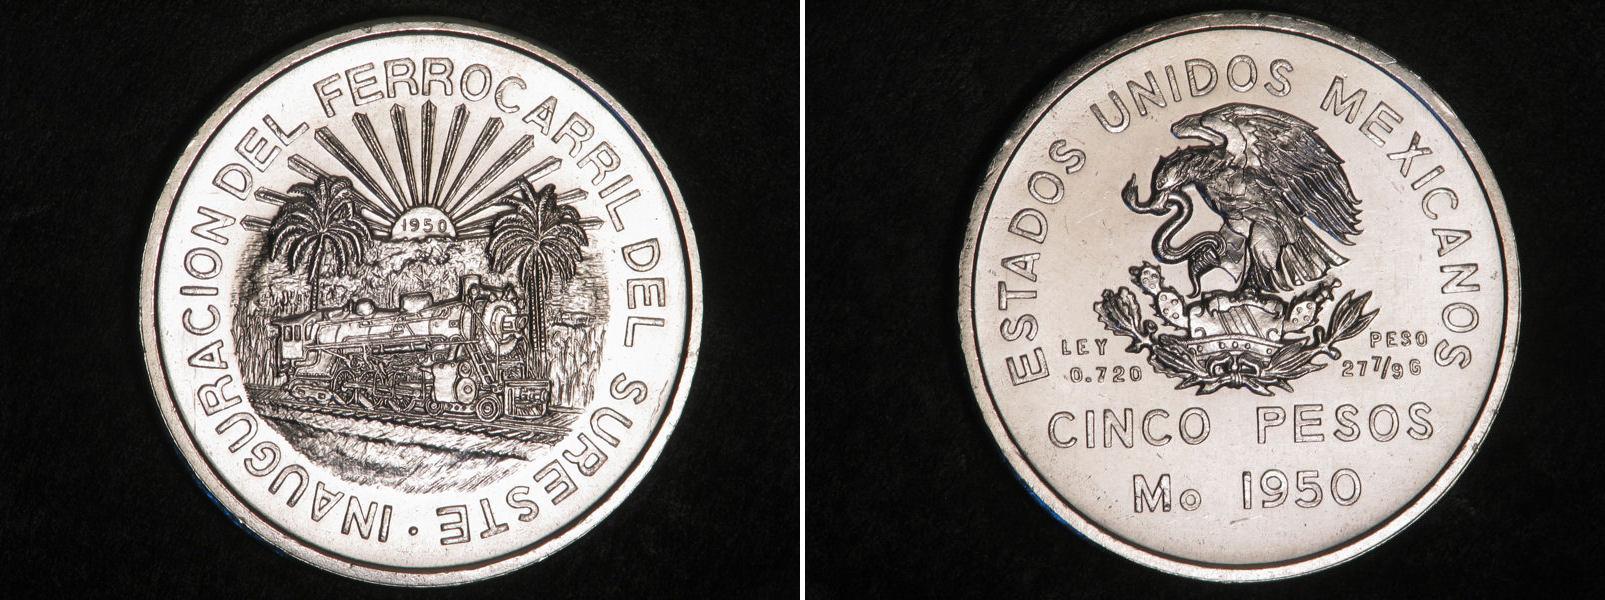 INAUGURACION DEL FERROCARRIL DEL SURESTE ·
1950
ESTADOS UNIDOS MEXICANOS
LEY
0.720
PESO
27 7/9 G
CINCO PESOS
Mo 1950